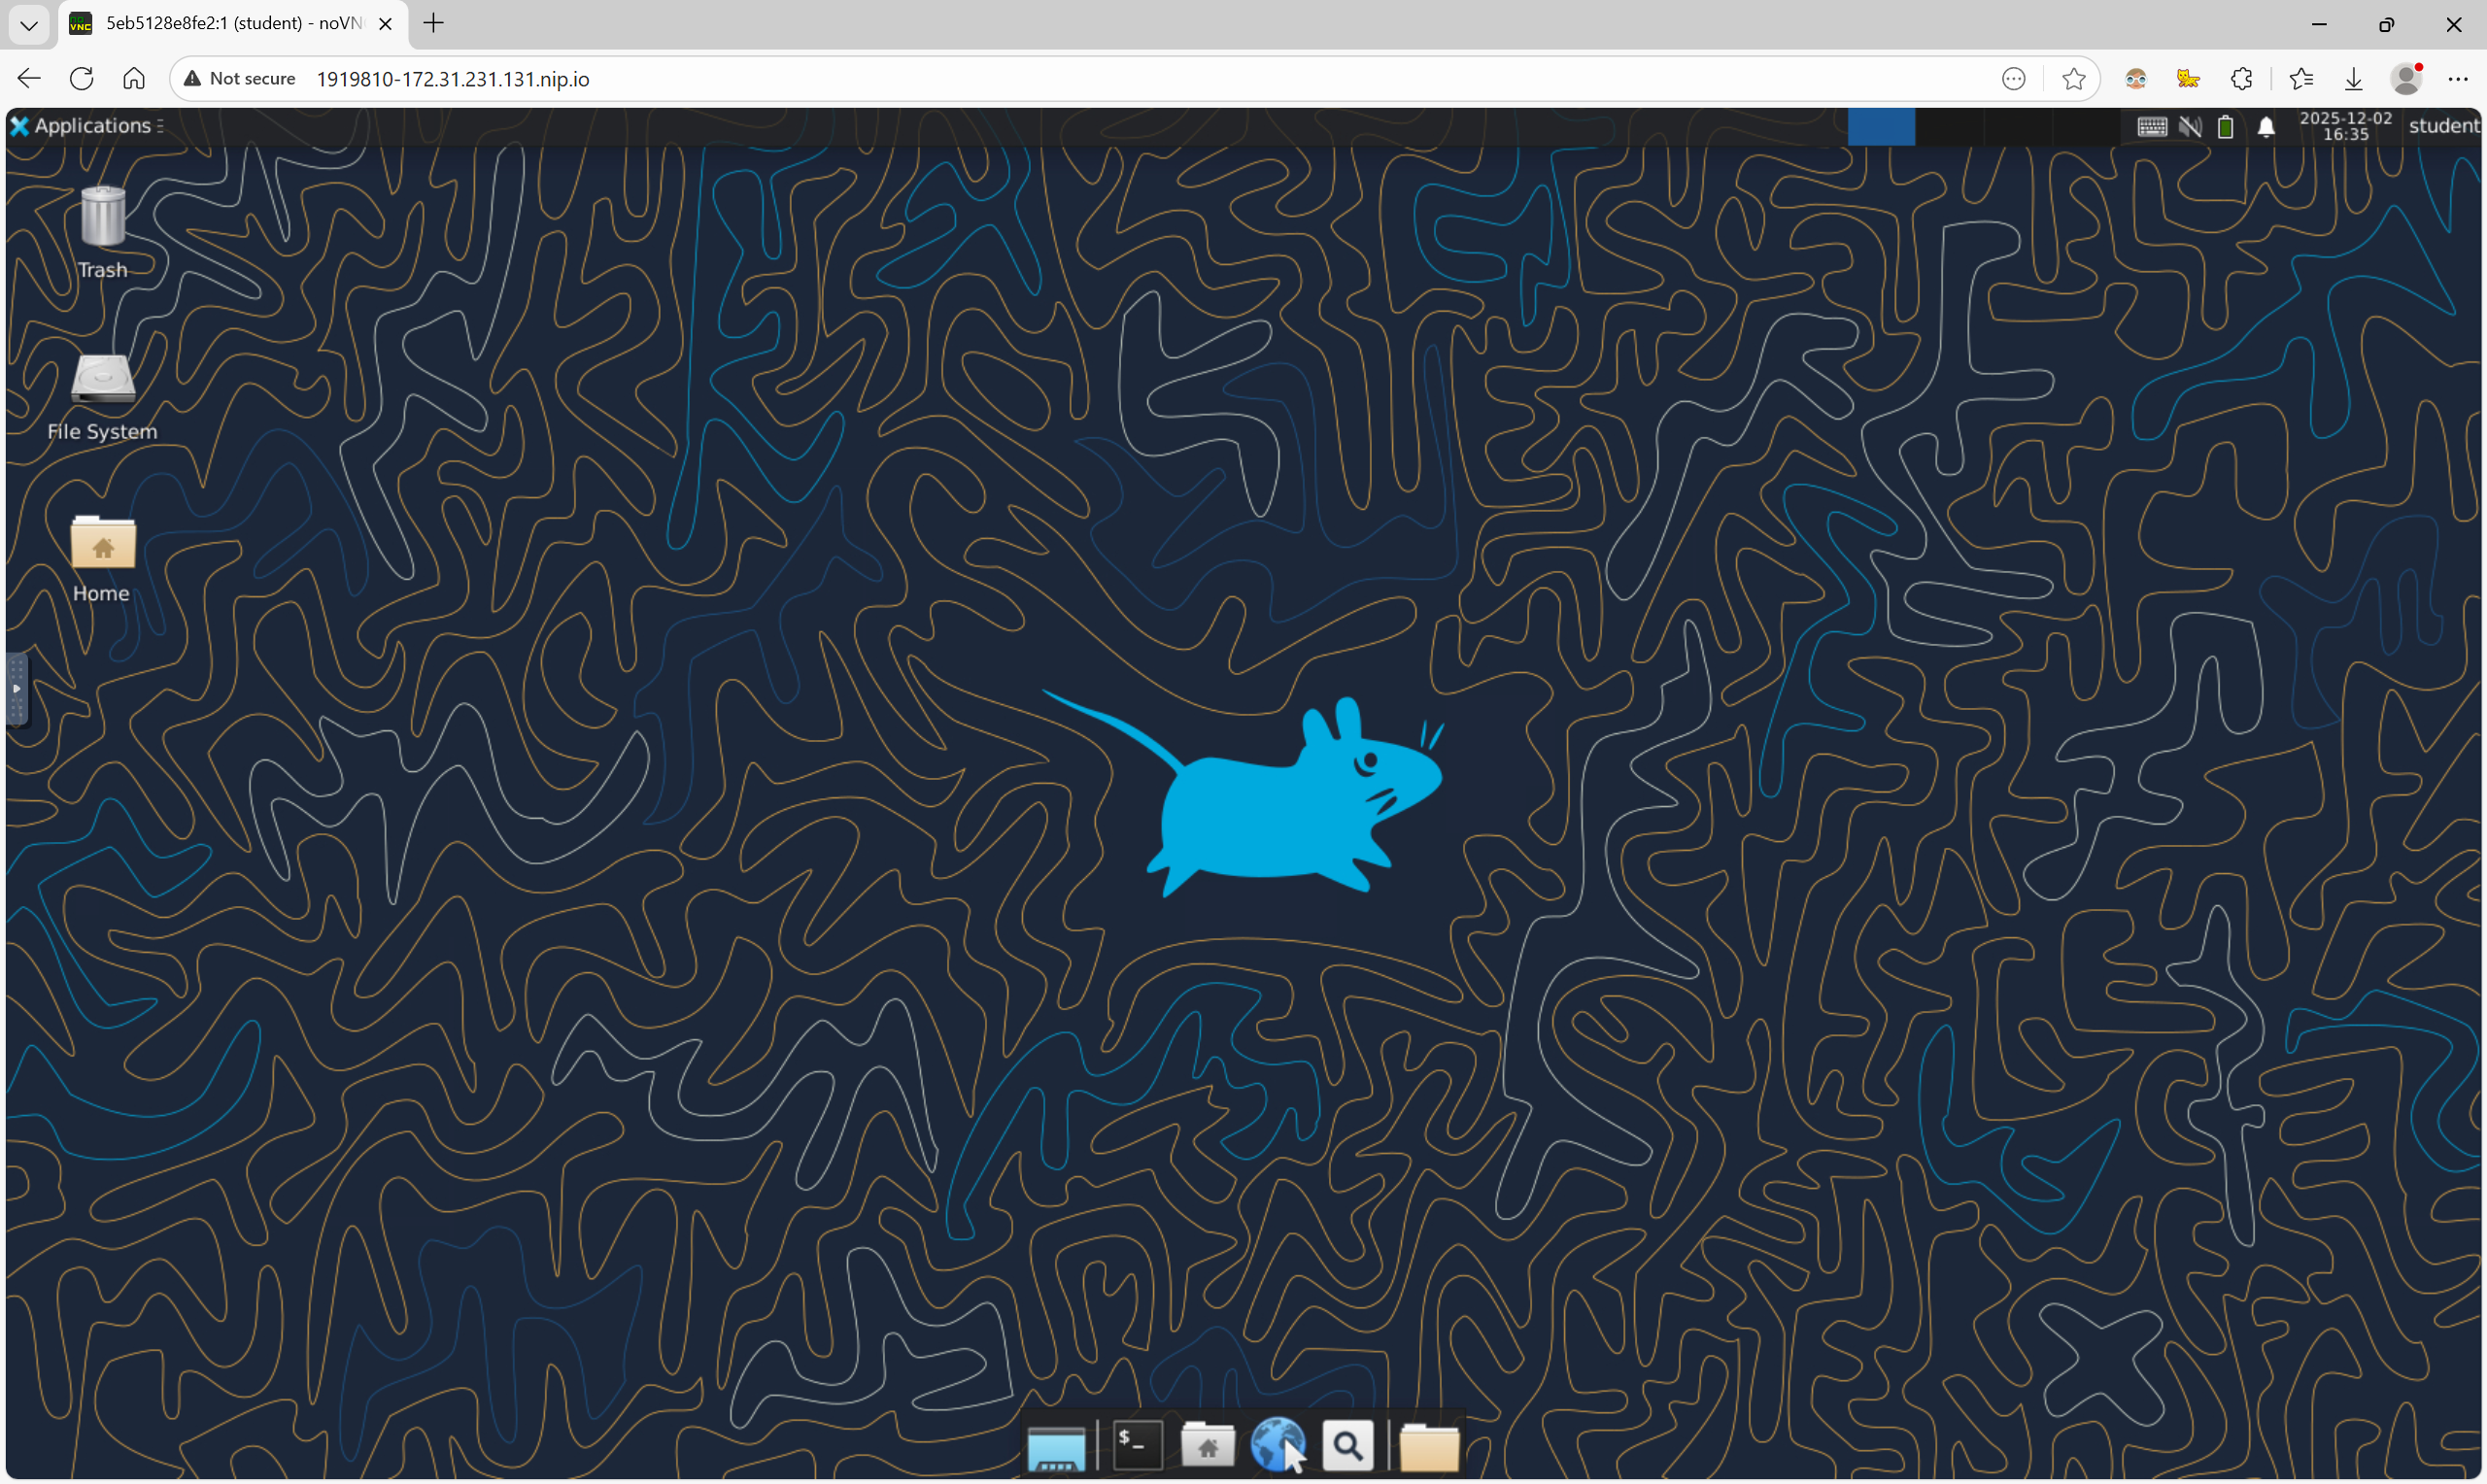 5eb5128e8fe2:1 (student) - noVN
Not secure 1919810-172.31.231.131.nip.io
Applications
2025-12-02
16:35
student
Trash
File System
Home
$_